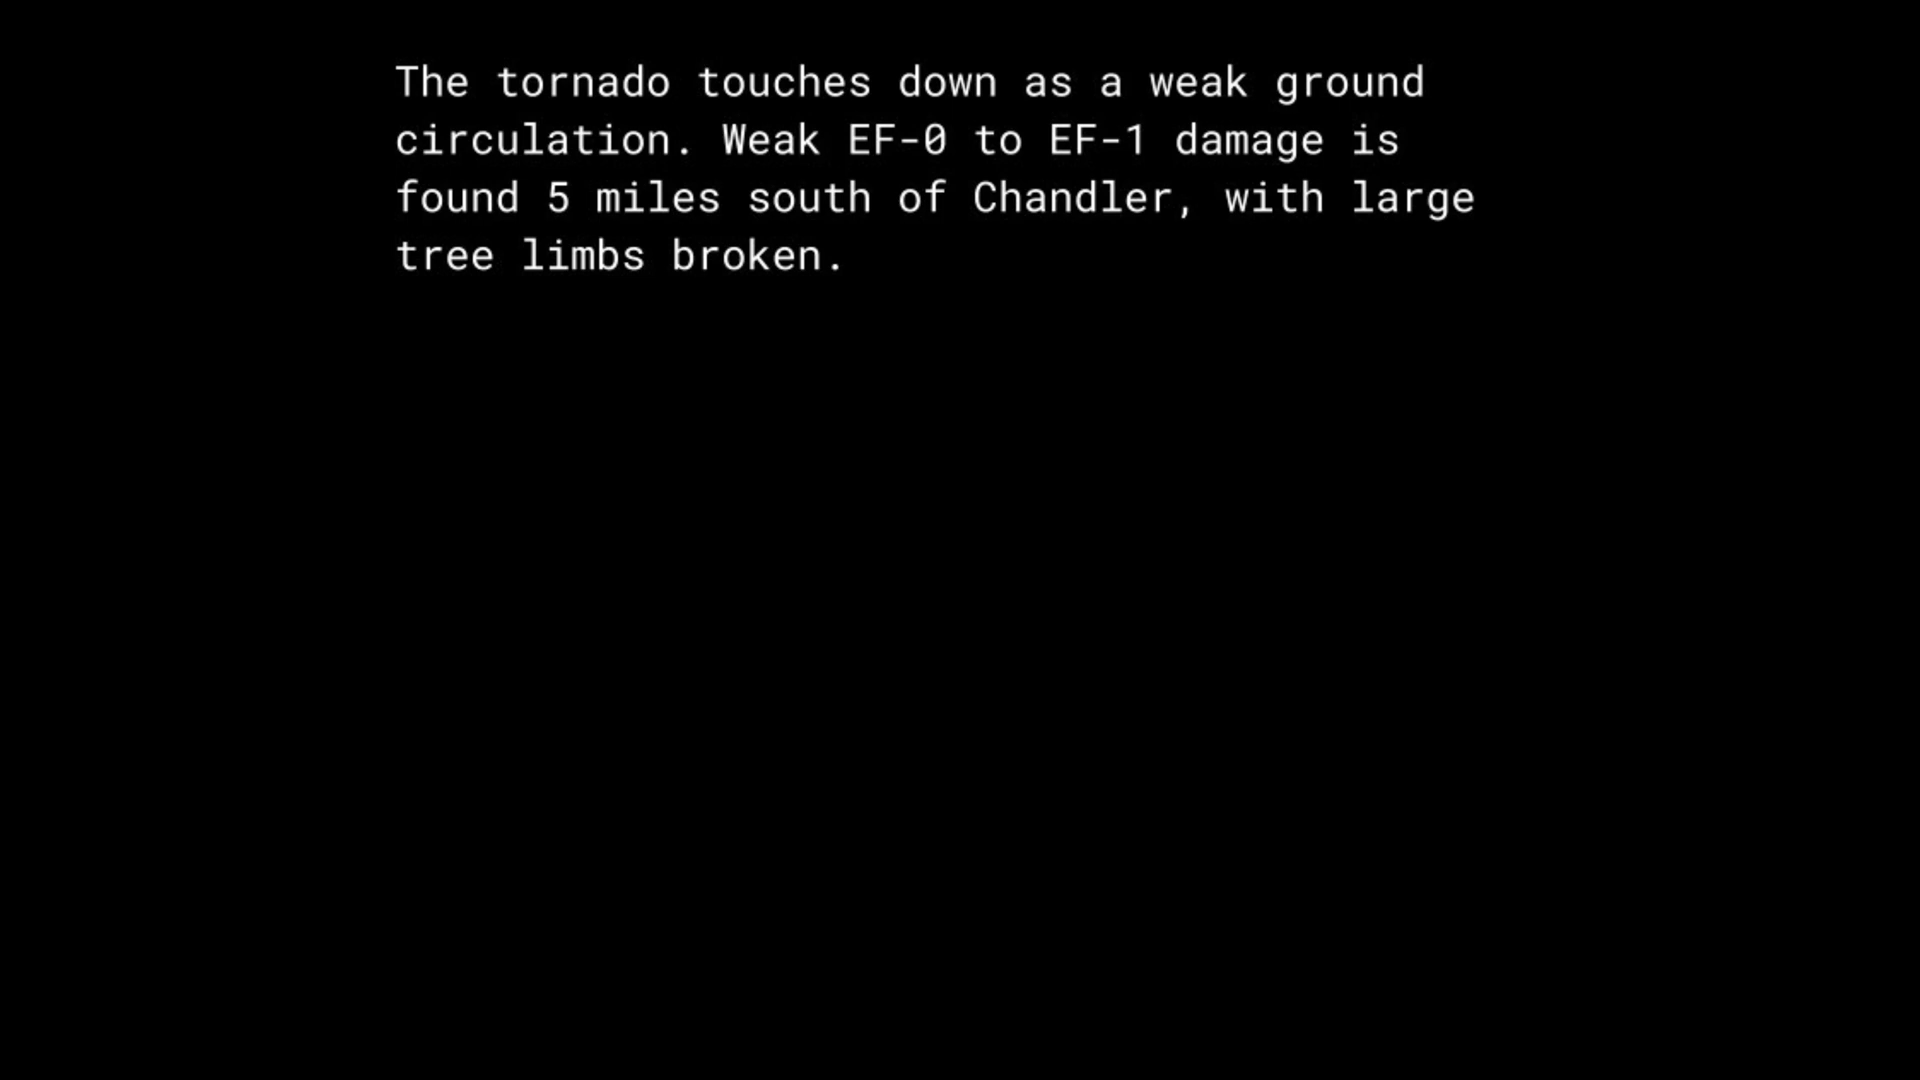 The tornado touches down as a weak ground
circulation. Weak EF-0 to EF-1 damage is
found 5 miles south of Chandler, with large
tree limbs broken.